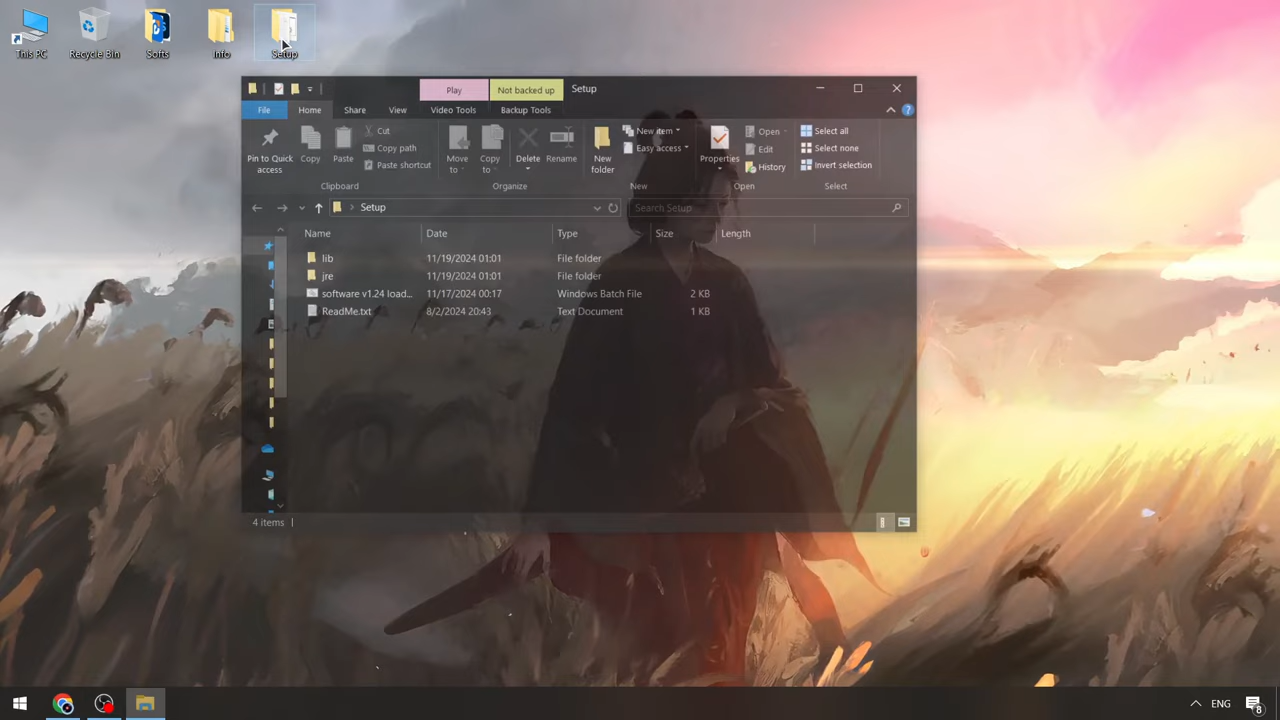 This PC
Recycle Bin
Softs
Info
Setup
Play
Not backed up
Setup
File
Home
Share
View
Video Tools
Backup Tools
Pin to Quick access
Copy
Paste
Cut
Copy path
Paste shortcut
Move to
Copy to
Delete
Rename
New folder
New item
Easy access
Properties
Open
Edit
History
Select all
Select none
Invert selection
Clipboard
Organize
New
Open
Select
Setup
Search Setup
Name
Date
Type
Size
Length
lib 11/19/2024 01:01 File folder
jre 11/19/2024 01:01 File folder
software v1.24 load... 11/17/2024 00:17 Windows Batch File 2 KB
ReadMe.txt 8/2/2024 20:43 Text Document 1 KB
4 items
ENG
8